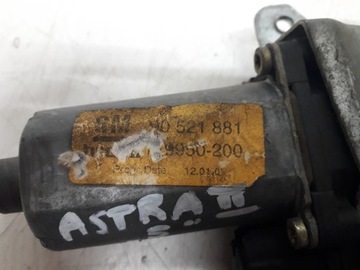 GM 90 521 881
9950-200
Prod. Date 12.01.0
ASTRA II